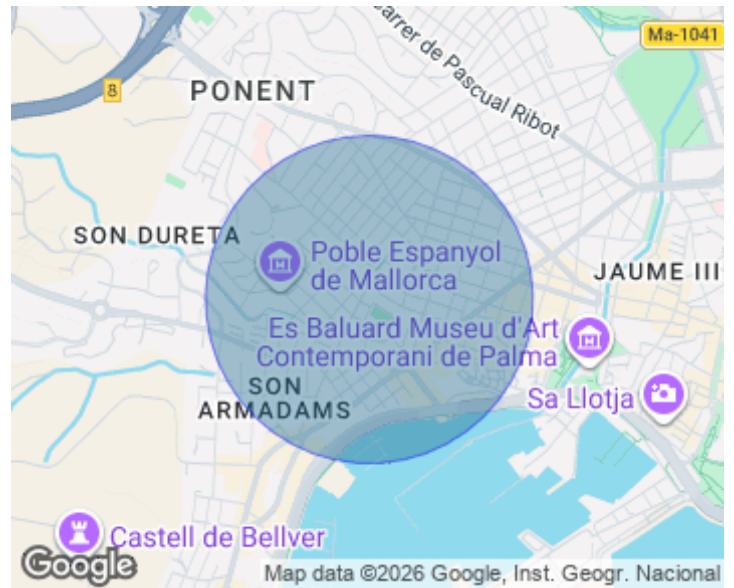 Ma-1041
Carrer de Pascual Ribot
8
PONENT
SON DURETA
Poble Espanyol
de Mallorca
JAUME III
Es Baluard Museu d'Art
Contemporani de Palma
SON
ARMADAMS
Sa Llotja
Castell de Bellver
Google
Map data ©2026 Google, Inst. Geogr. Nacional